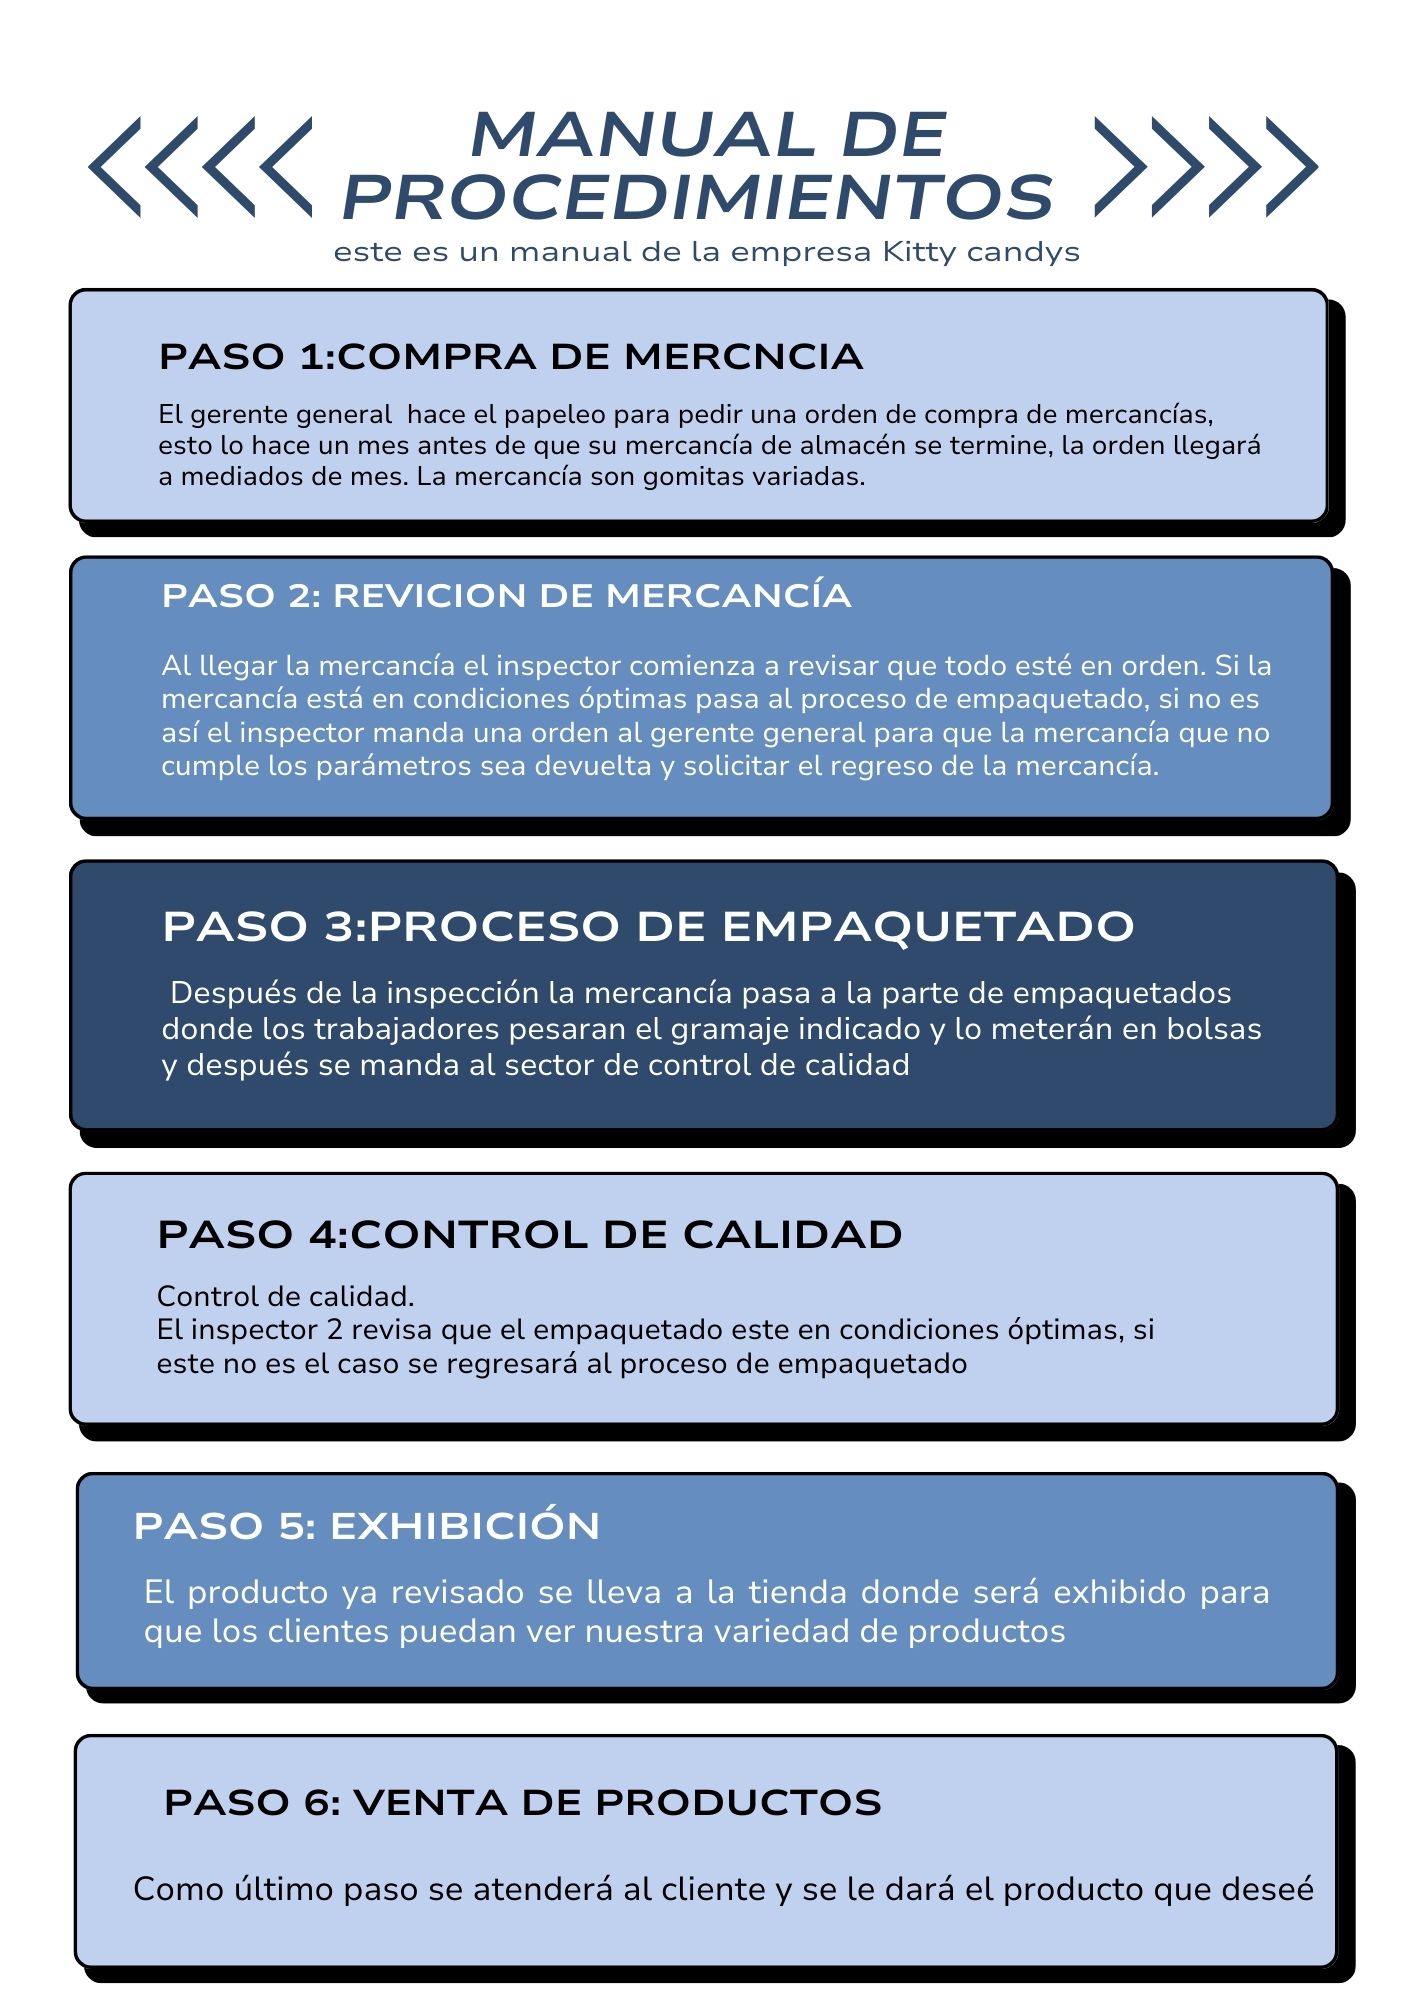 MANUAL DE
PROCEDIMIENTOS
este es un manual de la empresa Kitty candys
PASO 1:COMPRA DE MERCNCIA
El gerente general  hace el papeleo para pedir una orden de compra de mercancías,
esto lo hace un mes antes de que su mercancía de almacén se termine, la orden llegará
a mediados de mes. La mercancía son gomitas variadas.
PASO 2: REVICION DE MERCANCÍA
Al llegar la mercancía el inspector comienza a revisar que todo esté en orden. Si la
mercancía está en condiciones óptimas pasa al proceso de empaquetado, si no es
así el inspector manda una orden al gerente general para que la mercancía que no
cumple los parámetros sea devuelta y solicitar el regreso de la mercancía.
PASO 3:PROCESO DE EMPAQUETADO
Después de la inspección la mercancía pasa a la parte de empaquetados
donde los trabajadores pesaran el gramaje indicado y lo meterán en bolsas
y después se manda al sector de control de calidad
PASO 4:CONTROL DE CALIDAD
Control de calidad.
El inspector 2 revisa que el empaquetado este en condiciones óptimas, si
este no es el caso se regresará al proceso de empaquetado
PASO 5: EXHIBICIÓN
El producto ya revisado se lleva a la tienda donde será exhibido para
que los clientes puedan ver nuestra variedad de productos
PASO 6: VENTA DE PRODUCTOS
Como último paso se atenderá al cliente y se le dará el producto que deseé